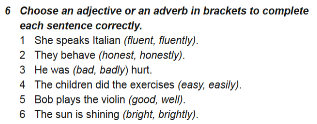 6 Choose an adjective or an adverb in brackets to complete
each sentence correctly.
1 She speaks Italian (fluent, fluently).
2 They behave (honest, honestly).
3 He was (bad, badly) hurt.
4 The children did the exercises (easy, easily).
5 Bob plays the violin (good, well).
6 The sun is shining (bright, brightly).